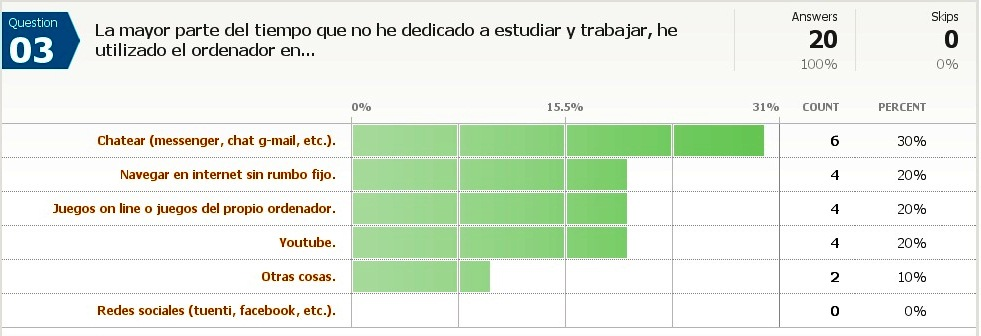 Question
03
La mayor parte del tiempo que no he dedicado a estudiar y trabajar, he
utilizado el ordenador en...
Answers
20
100%
Skips
0
0%
0% 15.5% 31% COUNT PERCENT
Chatear (messenger, chat g-mail, etc.). 6 30%
Navegar en internet sin rumbo fijo. 4 20%
Juegos on line o juegos del propio ordenador. 4 20%
Youtube. 4 20%
Otras cosas. 2 10%
Redes sociales (tuenti, facebook, etc.). 0 0%